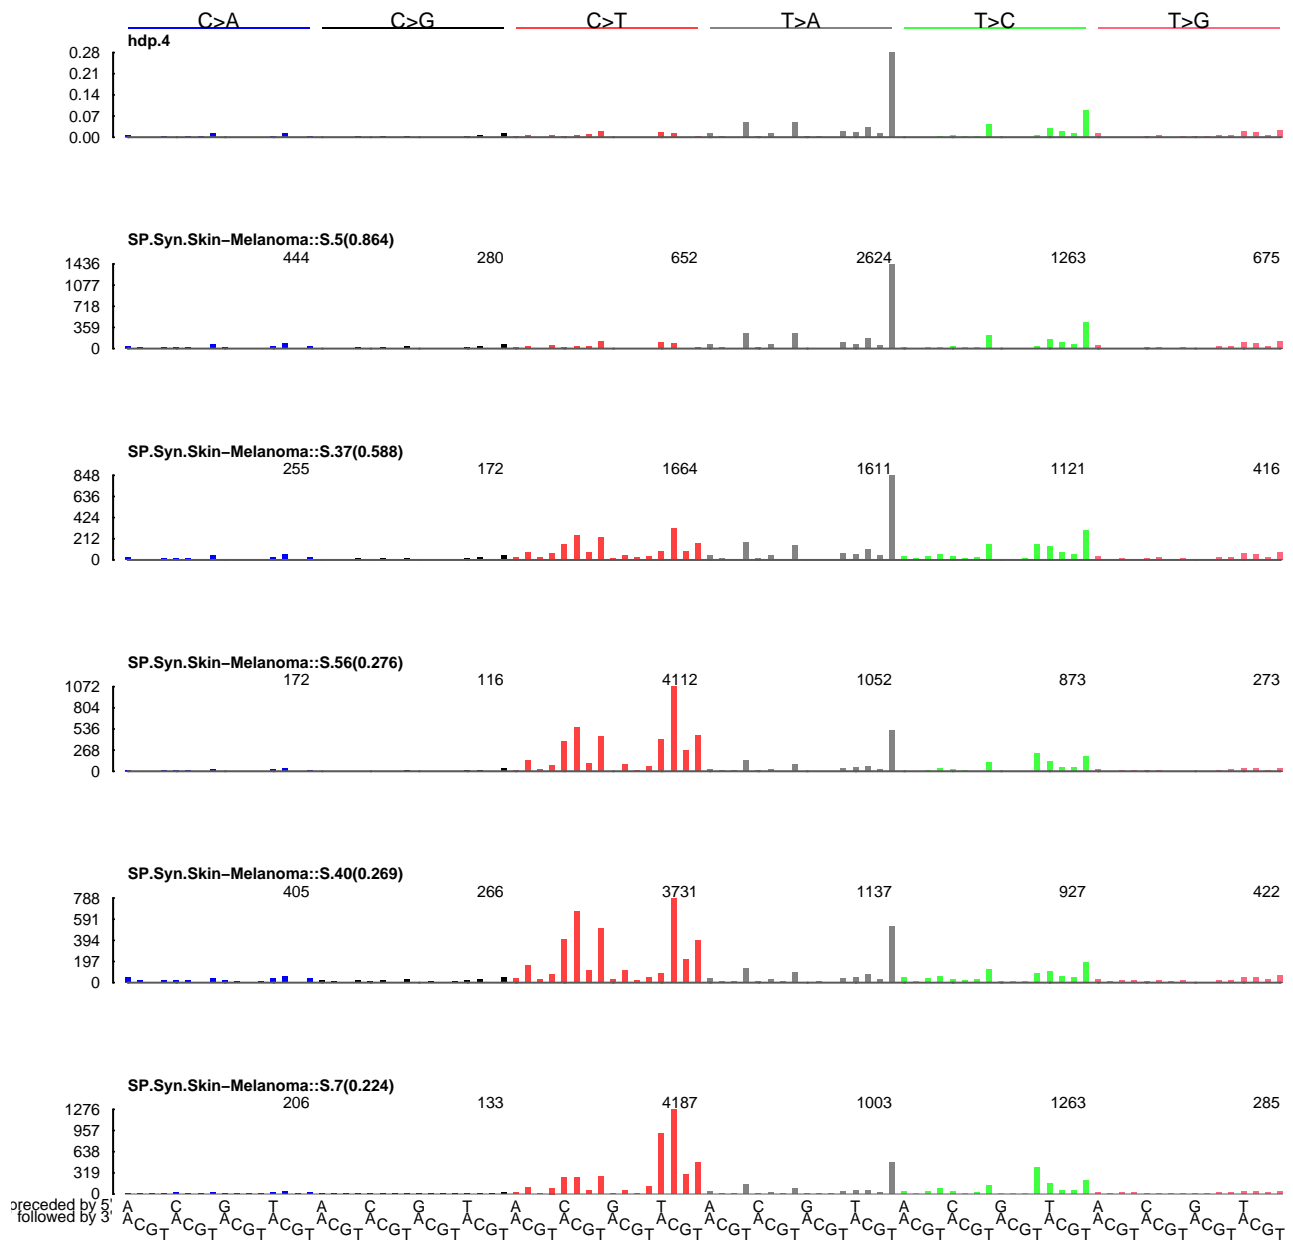 C>A C>G C>T T>A T>C T>G
hdp.4
0.28
0.21
0.14
0.07
0.00
SP.Syn.Skin−Melanoma::S.5(0.864)
444 280 652 2624 1263 675
1436
1077
718
359
0
SP.Syn.Skin−Melanoma::S.37(0.588)
255 172 1664 1611 1121 416
848
636
424
212
0
SP.Syn.Skin−Melanoma::S.56(0.276)
172 116 4112 1052 873 273
1072
804
536
268
0
SP.Syn.Skin−Melanoma::S.40(0.269)
405 266 3731 1137 927 422
788
591
394
197
0
SP.Syn.Skin−Melanoma::S.7(0.224)
206 133 4187 1003 1263 285
1276
957
638
319
0
preceded by 5' A C G T A C G T A C G T A C G T A C G T A C G T
followed by 3' A C G T A C G T A C G T A C G T A C G T A C G T A C G T A C G T A C G T A C G T A C G T A C G T A C G T A C G T A C G T A C G T A C G T A C G T A C G T A C G T A C G T A C G T A C G T A C G T